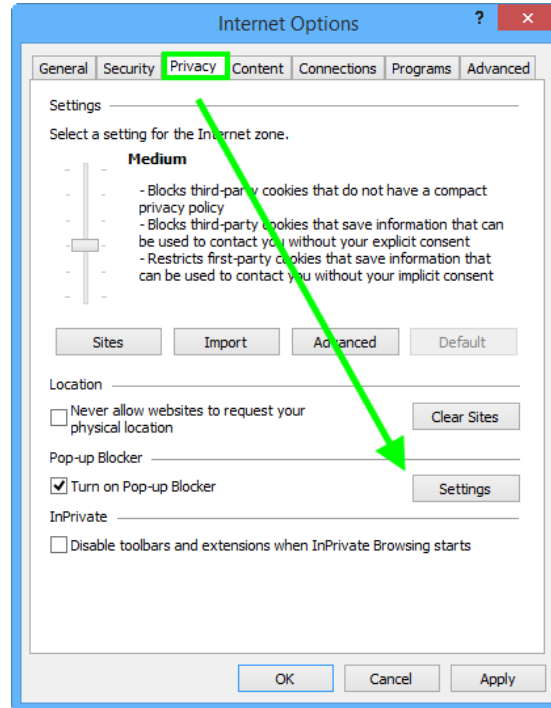 Internet Options
?
×
General Security Privacy Content Connections Programs Advanced
Settings
Select a setting for the Internet zone.
Medium
- Blocks third-party cookies that do not have a compact
privacy policy
- Blocks third-party cookies that save information that can
be used to contact you without your explicit consent
- Restricts first-party cookies that save information that
can be used to contact you without your implicit consent
Sites Import Advanced Default
Location
Never allow websites to request your
physical location
Clear Sites
Pop-up Blocker
Turn on Pop-up Blocker
Settings
InPrivate
Disable toolbars and extensions when InPrivate Browsing starts
OK Cancel Apply